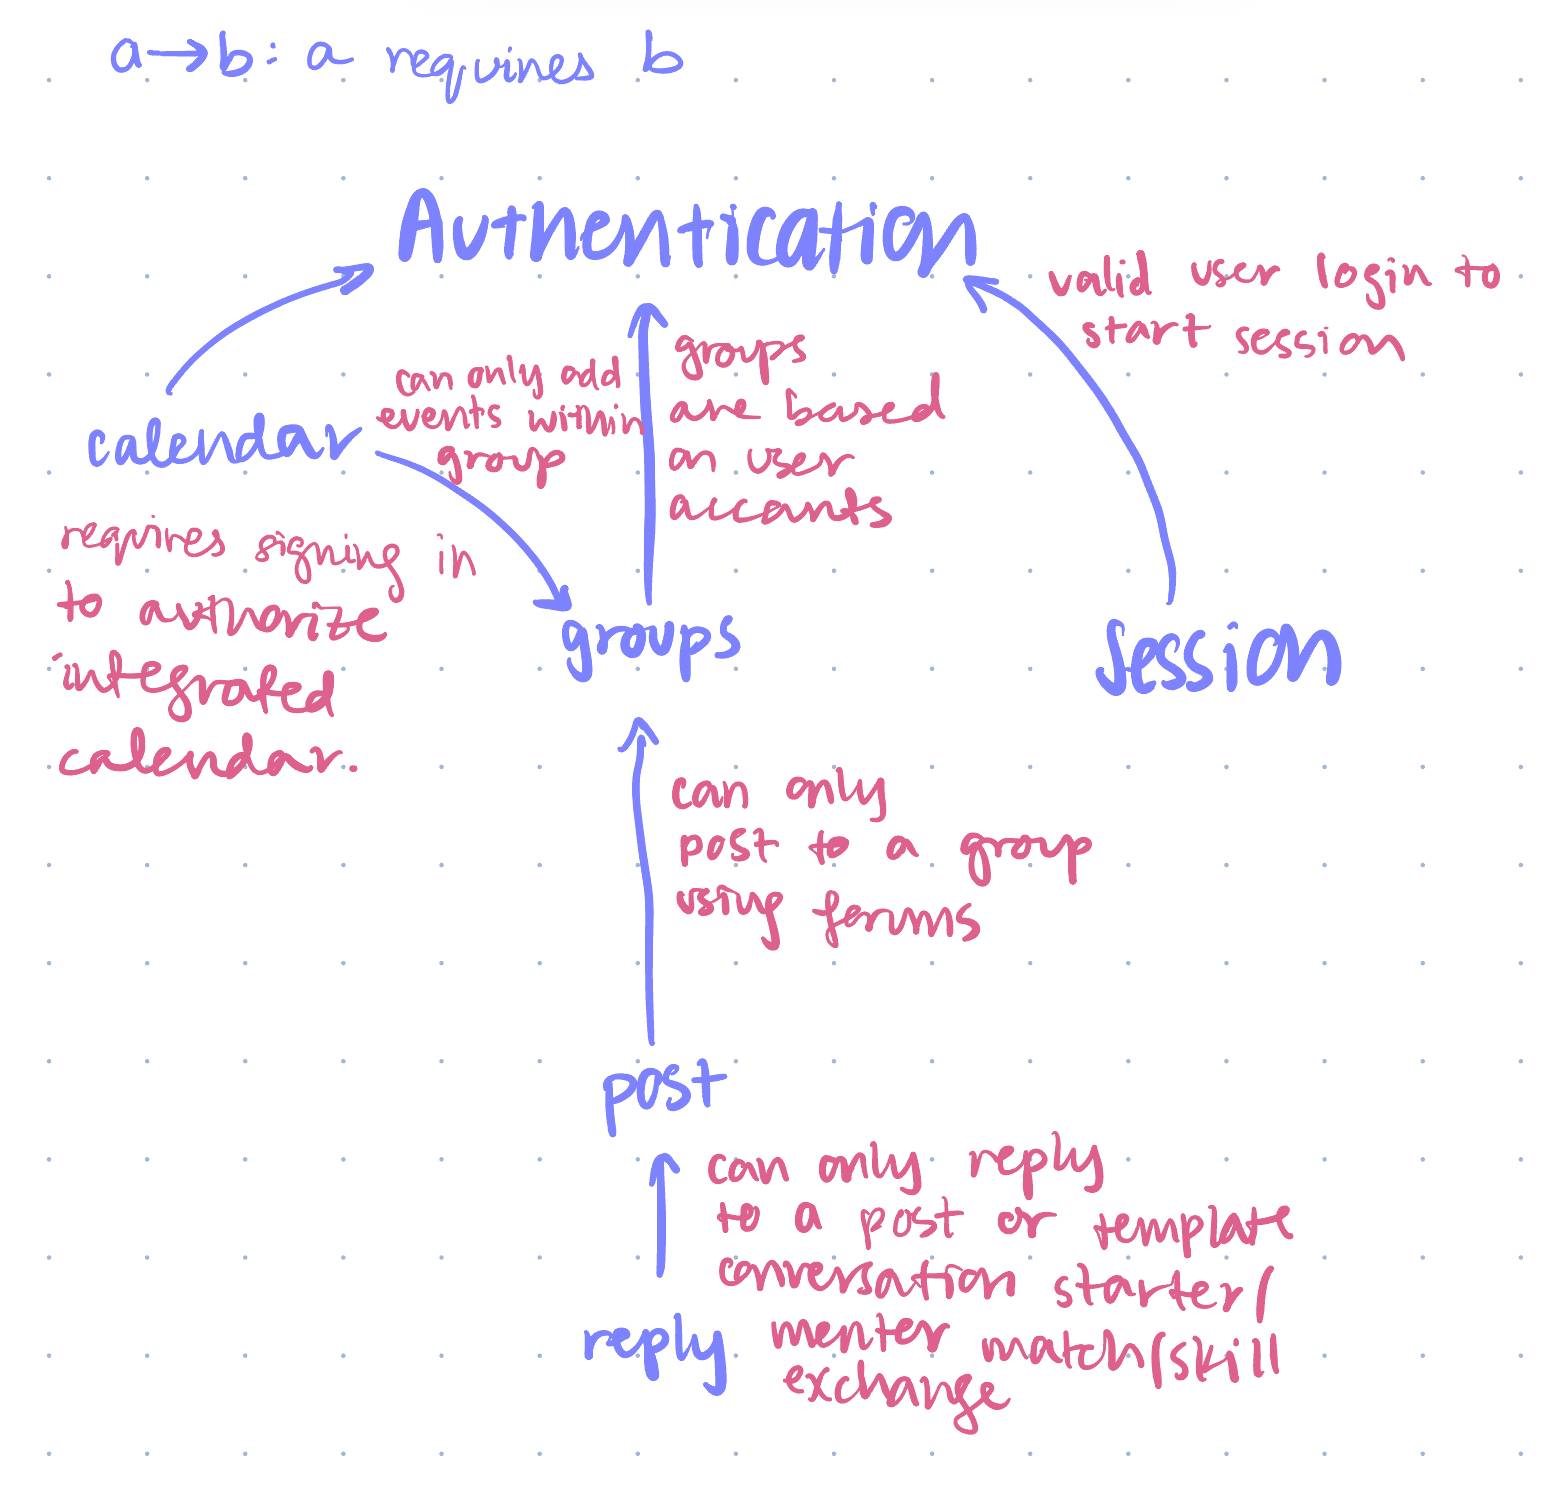 a→b: a requires b
Authentication
valid user login to
start session
can only add
events within
group
groups
are based
on user
accounts
calendar
requires signing in
to authorize
integrated
calendar.
groups
session
can only
post to a group
using forums
post
can only reply
to a post or template
conversation starter/
mentor match/skill
exchange
reply